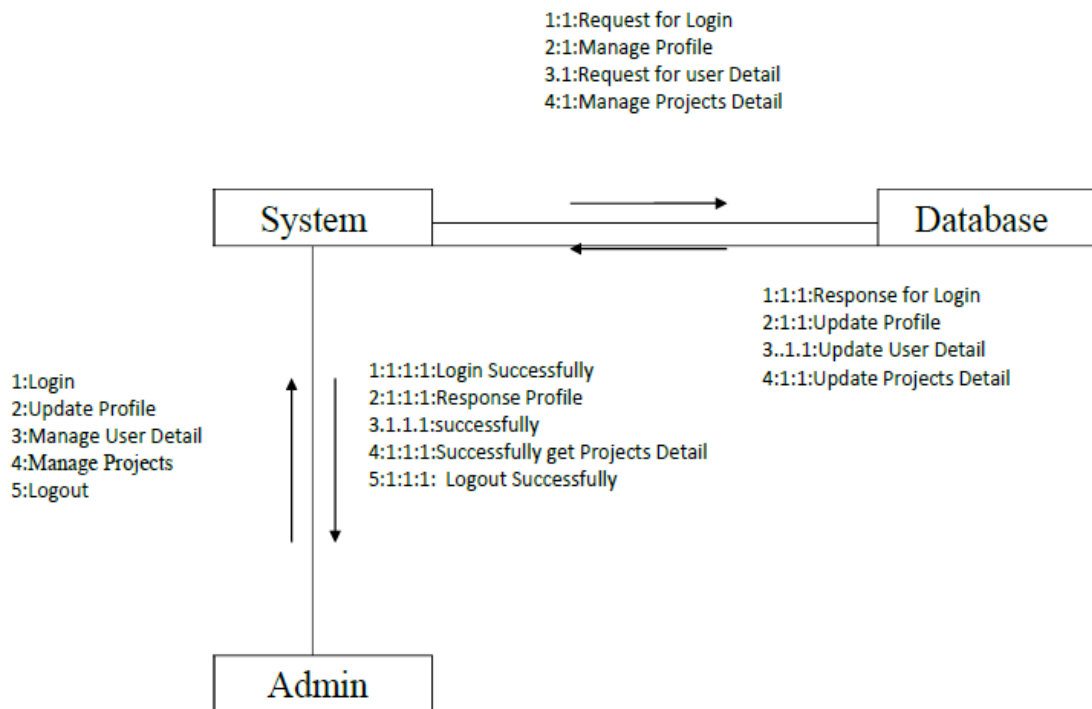 1:1:Request for Login
2:1:Manage Profile
3.1:Request for user Detail
4:1:Manage Projects Detail
System
Database
1:1:1:Response for Login
2:1:1:Update Profile
3..1.1:Update User Detail
4:1:1:Update Projects Detail
1:Login
2:Update Profile
3:Manage User Detail
4:Manage Projects
5:Logout
1:1:1:1:Login Successfully
2:1:1:1:Response Profile
3.1.1.1:successfully
4:1:1:1:Successfully get Projects Detail
5:1:1:1: Logout Successfully
Admin